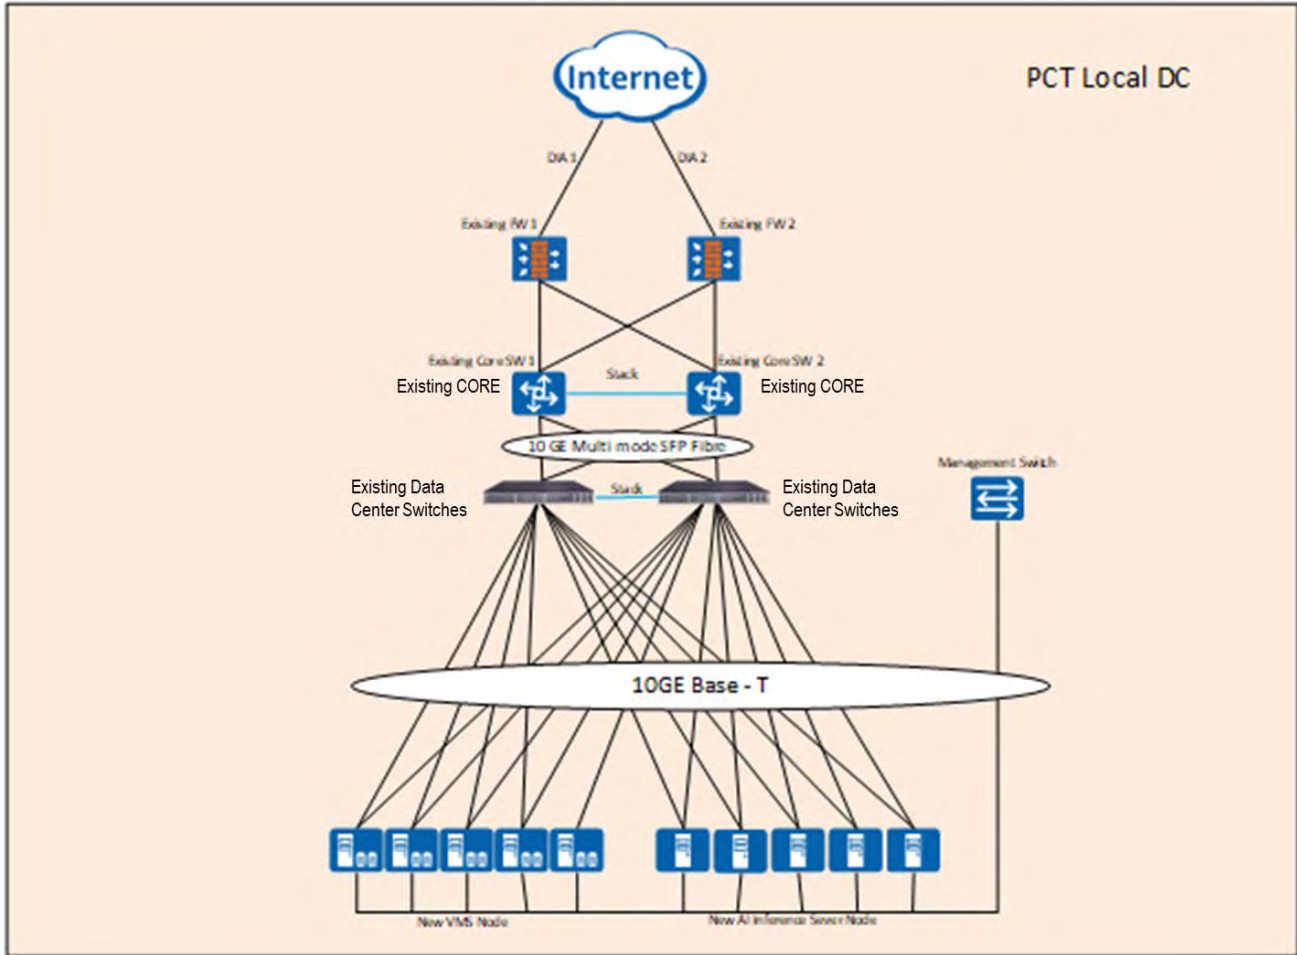 Internet
PCT Local DC
DIA 1
DIA 2
Existing FW 1
Existing FW 2
Existing Core SW 1
Existing Core SW 2
Existing CORE
Stack
Existing CORE
10 GE Multi mode SFP Fibre
Management Switch
Existing Data
Center Switches
Stack
Existing Data
Center Switches
10GE Base - T
New VMS Node
New AI Inference Sever Node